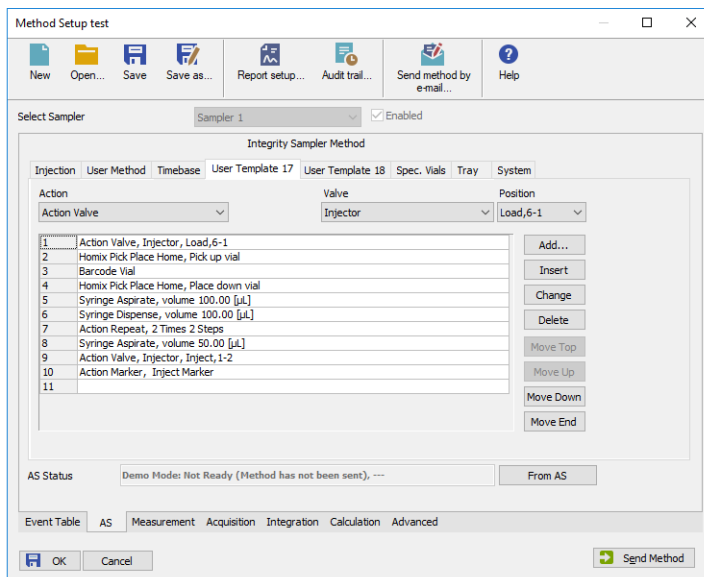 Method Setup test
New Open... Save Save as... Report setup... Audit trail... Send method by e-mail... Help
Select Sampler Sampler 1 Enabled
Integrity Sampler Method
Injection User Method Timebase User Template 17 User Template 18 Spec. Vials Tray System
Action Valve Position
Action Valve Injector Load,6-1
1 Action Valve, Injector, Load,6-1
2 Homix Pick Place Home, Pick up vial
3 Barcode Vial
4 Homix Pick Place Home, Place down vial
5 Syringe Aspirate, volume 100.00 [µL]
6 Syringe Dispense, volume 100.00 [µL]
7 Action Repeat, 2 Times 2 Steps
8 Syringe Aspirate, volume 50.00 [µL]
9 Action Valve, Injector, Inject,1-2
10 Action Marker, Inject Marker
11
Add...
Insert
Change
Delete
Move Top
Move Up
Move Down
Move End
AS Status Demo Mode: Not Ready (Method has not been sent), --- From AS
Event Table AS Measurement Acquisition Integration Calculation Advanced
OK Cancel Send Method